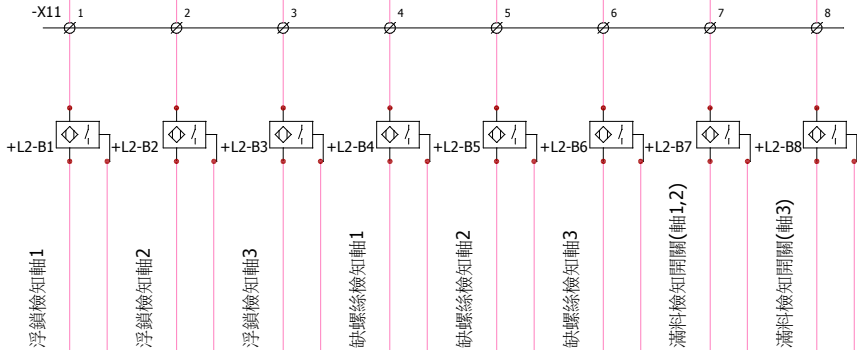 -X11
1
2
3
4
5
6
7
8
+L2-B1
+L2-B2
+L2-B3
+L2-B4
+L2-B5
+L2-B6
+L2-B7
+L2-B8
浮鎖檢知軸1
浮鎖檢知軸2
浮鎖檢知軸3
缺螺絲檢知軸1
缺螺絲檢知軸2
缺螺絲檢知軸3
滿料檢知開關(軸1,2)
滿料檢知開關(軸3)